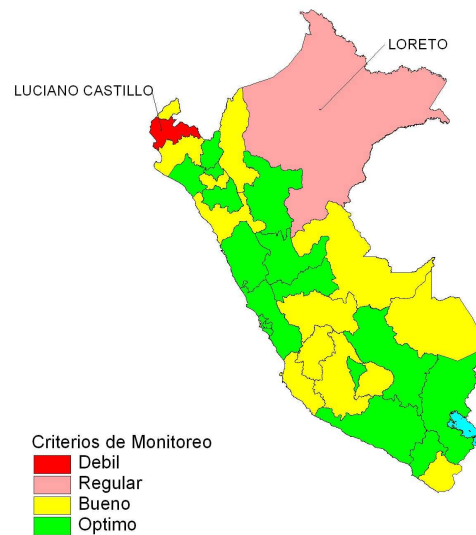 LORETO
LUCIANO CASTILLO
Criterios de Monitoreo
Debil
Regular
Bueno
Optimo